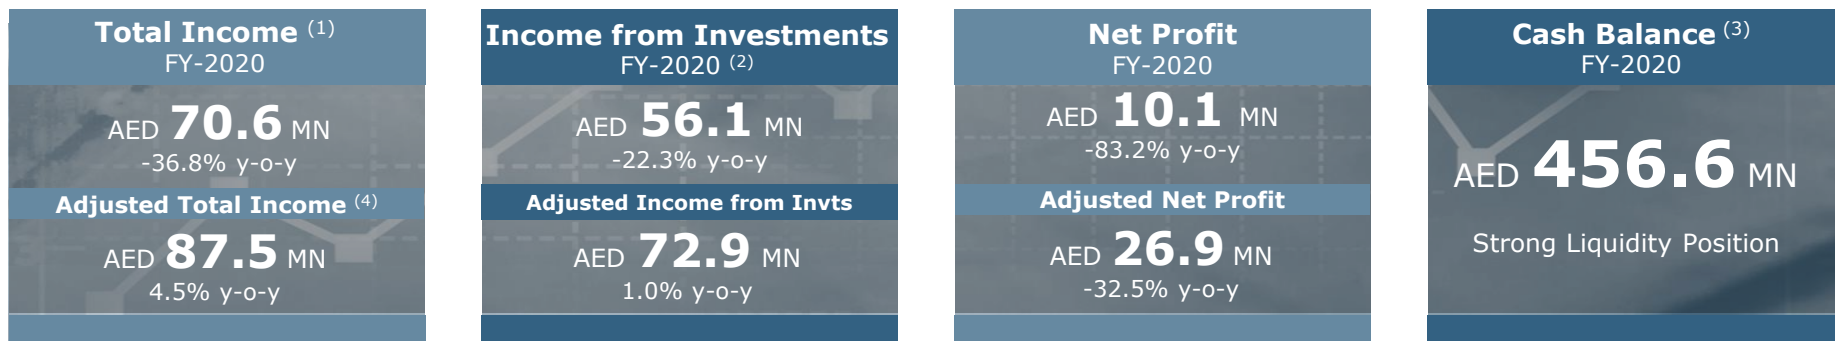 Total Income (1)
FY-2020
AED 70.6 MN
-36.8% y-o-y
Adjusted Total Income (4)
AED 87.5 MN
4.5% y-o-y
Income from Investments
FY-2020 (2)
AED 56.1 MN
-22.3% y-o-y
Adjusted Income from Invts
AED 72.9 MN
1.0% y-o-y
Net Profit
FY-2020
AED 10.1 MN
-83.2% y-o-y
Adjusted Net Profit
AED 26.9 MN
-32.5% y-o-y
Cash Balance (3)
FY-2020
AED 456.6 MN
Strong Liquidity Position